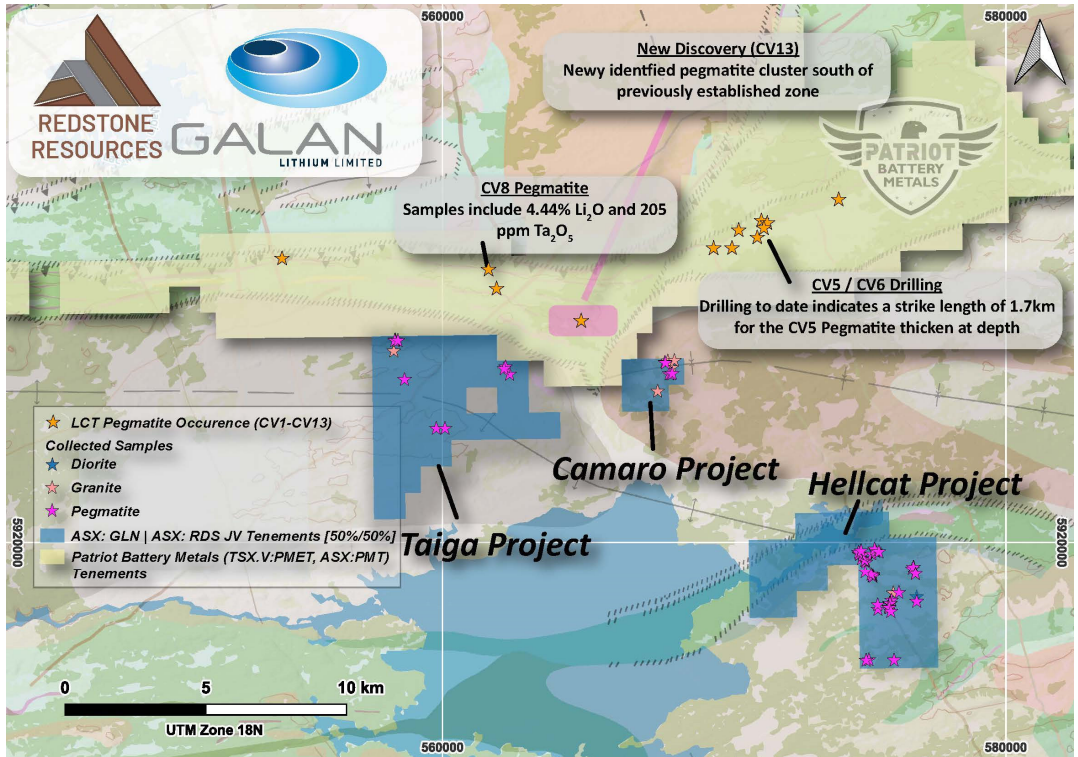 560000
580000
REDSTONE
RESOURCES
GALAN
LITHIUM LIMITED
New Discovery (CV13)
Newy identfied pegmatite cluster south of
previously established zone
PATRIOT
BATTERY
METALS
CV8 Pegmatite
Samples include 4.44% Li₂O and 205
ppm Ta₂O₅
CV5 / CV6 Drilling
Drilling to date indicates a strike length of 1.7km
for the CV5 Pegmatite thicken at depth
LCT Pegmatite Occurence (CV1-CV13)
Collected Samples
Diorite
Granite
Pegmatite
ASX: GLN | ASX: RDS JV Tenements [50%/50%]
Patriot Battery Metals (TSX.V:PMET, ASX:PMT)
Tenements
Camaro Project
Hellcat Project
Taiga Project
5920000
5920000
0 5 10 km
UTM Zone 18N
560000
580000